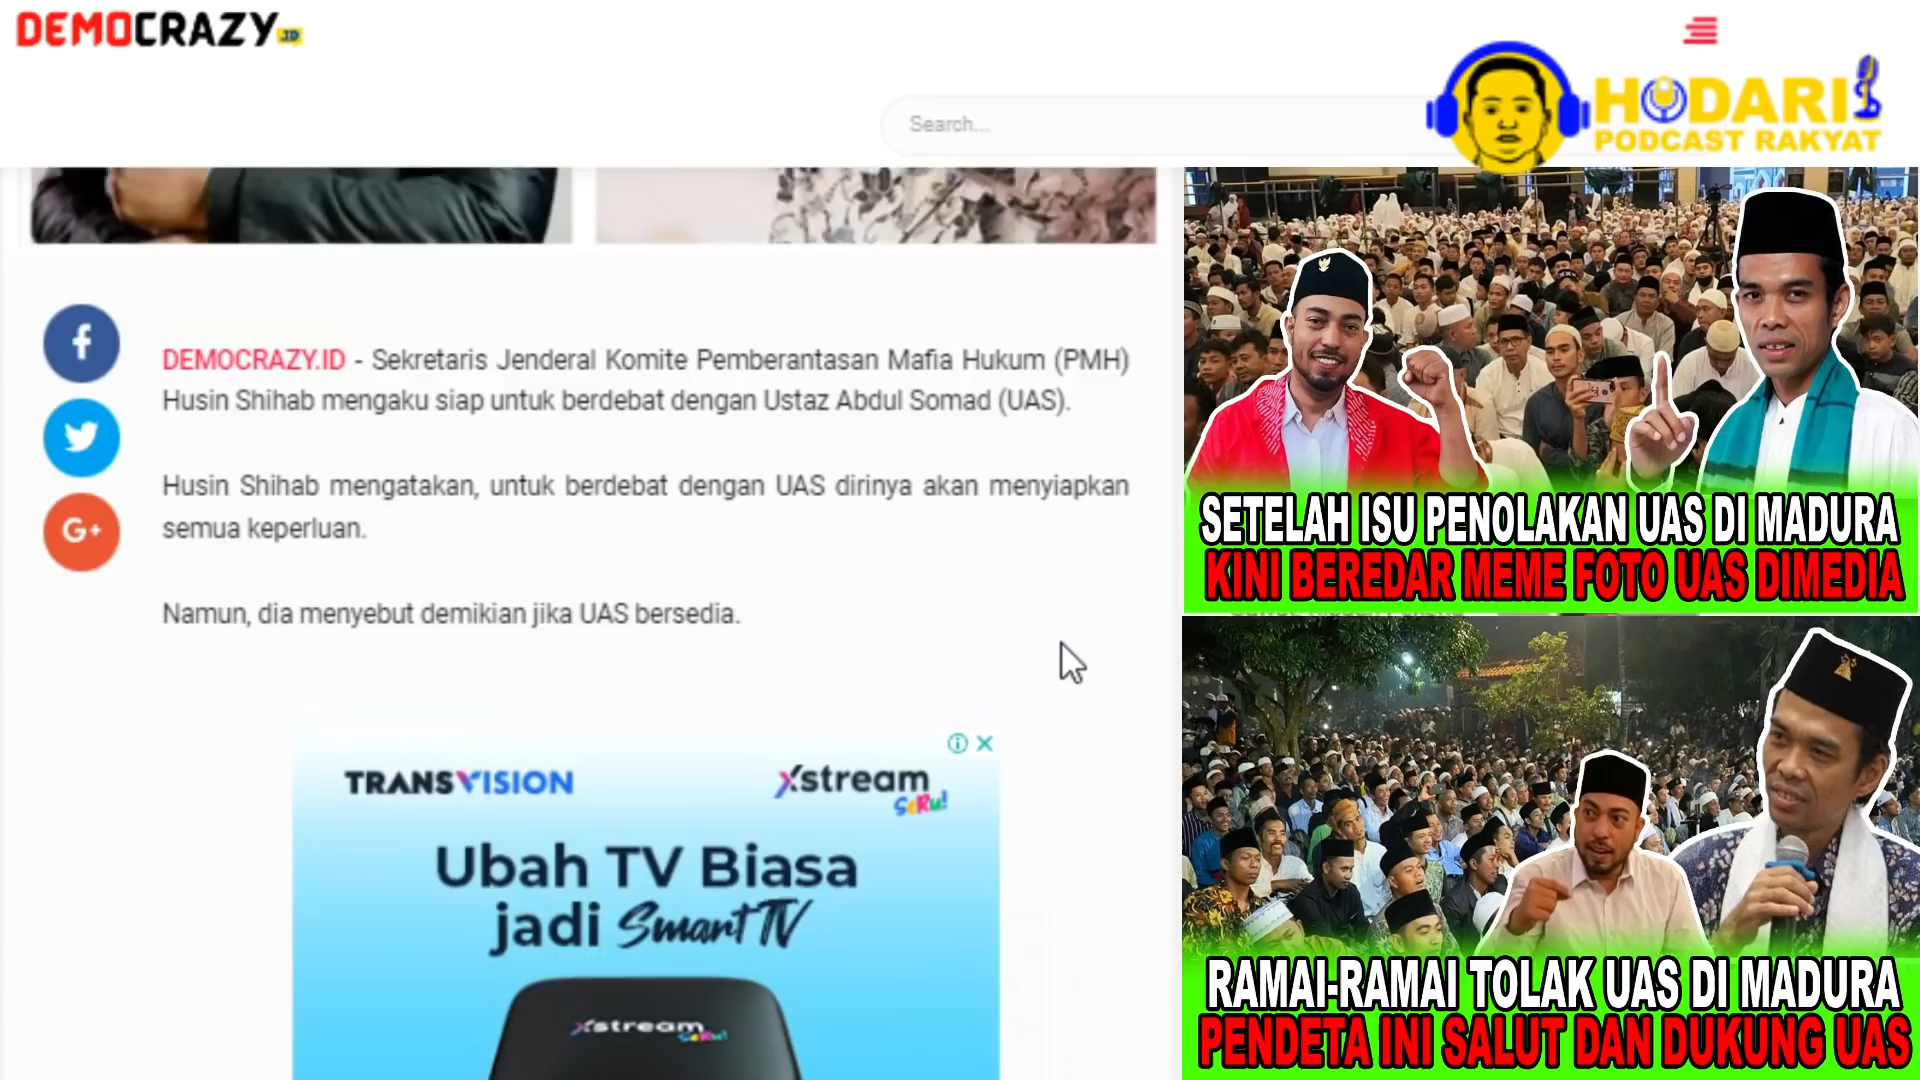 DEMOCRAZY.ID
Search...
HODARI
PODCAST RAKYAT
DEMOCRAZY.ID - Sekretaris Jenderal Komite Pemberantasan Mafia Hukum (PMH)
Husin Shihab mengaku siap untuk berdebat dengan Ustaz Abdul Somad (UAS).
Husin Shihab mengatakan, untuk berdebat dengan UAS dirinya akan menyiapkan
semua keperluan.
Namun, dia menyebut demikian jika UAS bersedia.
TRANSVISION
Xstream
SeRu!
Ubah TV Biasa
jadi Smart TV
Xstream
SeRu!
SETELAH ISU PENOLAKAN UAS DI MADURA
KINI BEREDAR MEME FOTO UAS DIMEDIA
RAMAI-RAMAI TOLAK UAS DI MADURA
PENDETA INI SALUT DAN DUKUNG UAS